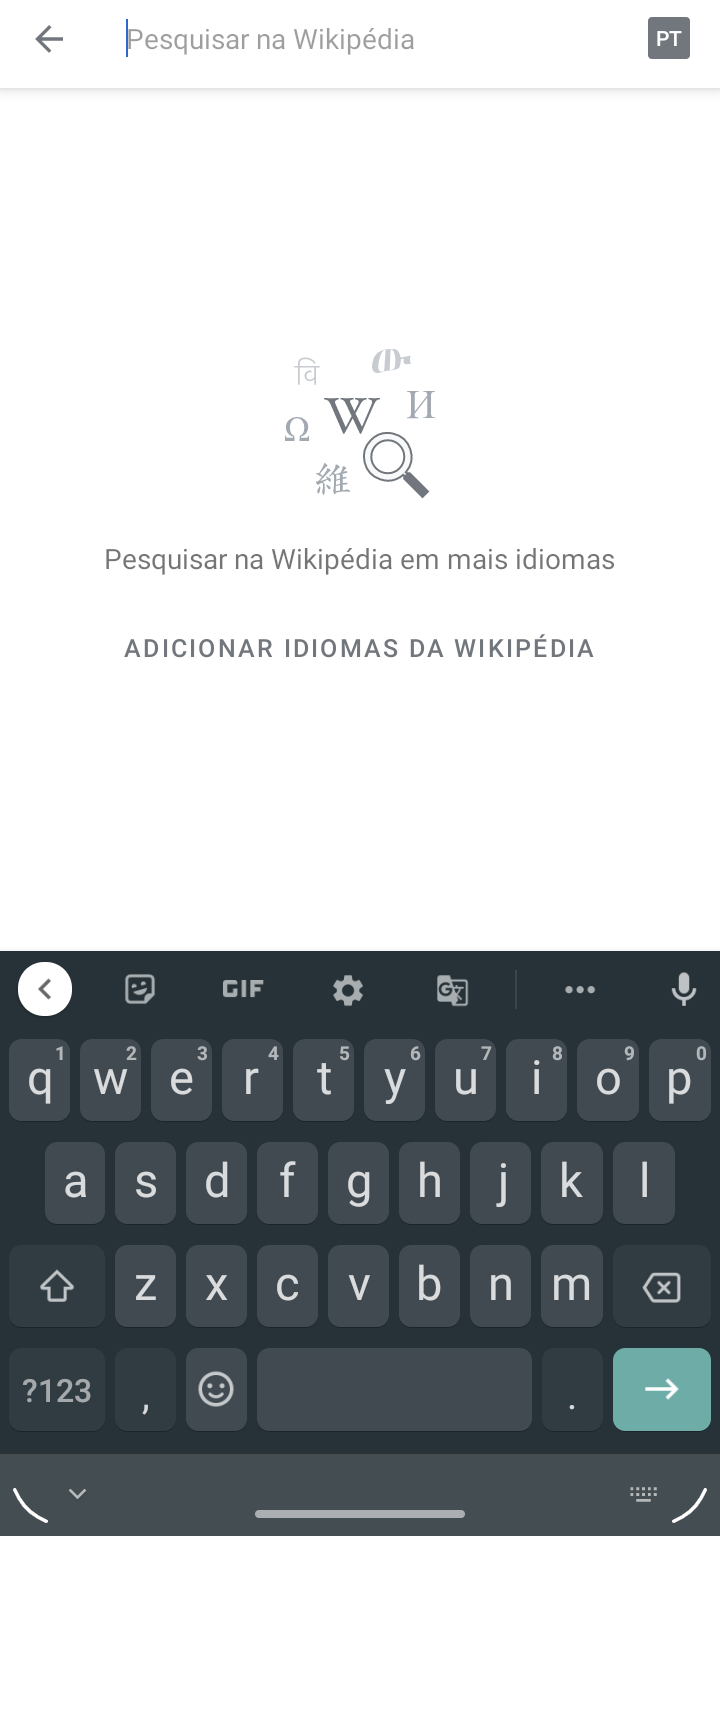 Pesquisar na Wikipédia
PT
वि
Ω W И
維
Pesquisar na Wikipédia em mais idiomas
ADICIONAR IDIOMAS DA WIKIPÉDIA
GIF
G
q1 w2 e3 r4 t5 y6 u7 i8 o9 p0
a s d f g h j k l
z x c v b n m
?123 , .